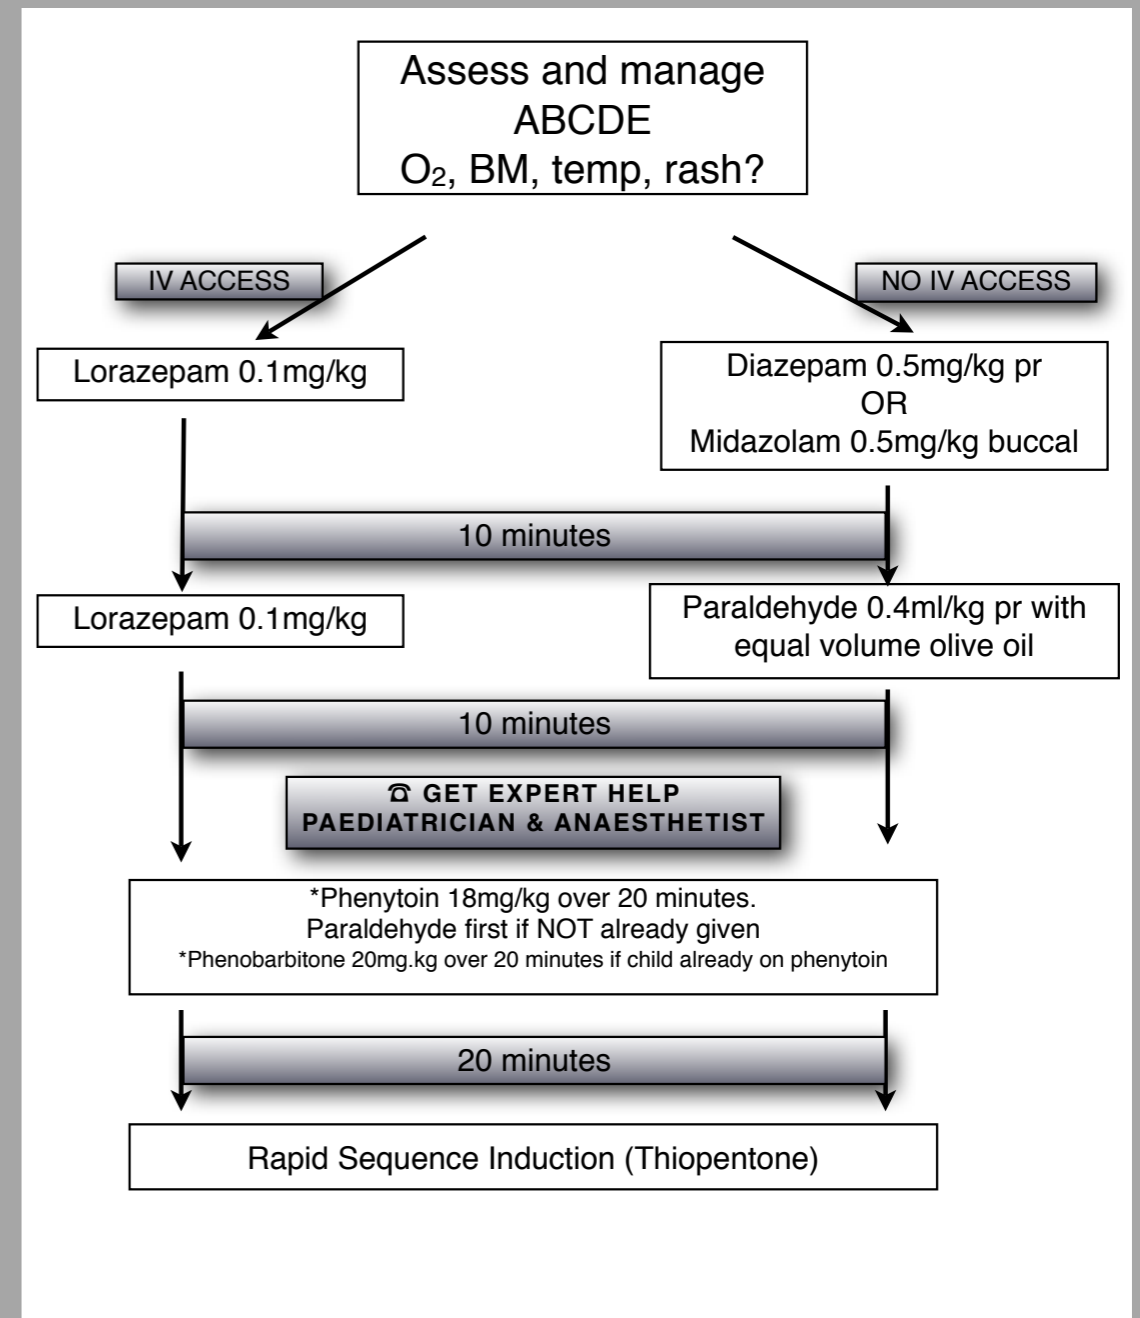 Assess and manage
ABCDE
O₂, BM, temp, rash?
IV ACCESS
NO IV ACCESS
Lorazepam 0.1mg/kg
Diazepam 0.5mg/kg pr
OR
Midazolam 0.5mg/kg buccal
10 minutes
Lorazepam 0.1mg/kg
Paraldehyde 0.4ml/kg pr with
equal volume olive oil
10 minutes
☎ GET EXPERT HELP
PAEDIATRICIAN & ANAESTHETIST
*Phenytoin 18mg/kg over 20 minutes.
Paraldehyde first if NOT already given
*Phenobarbitone 20mg.kg over 20 minutes if child already on phenytoin
20 minutes
Rapid Sequence Induction (Thiopentone)